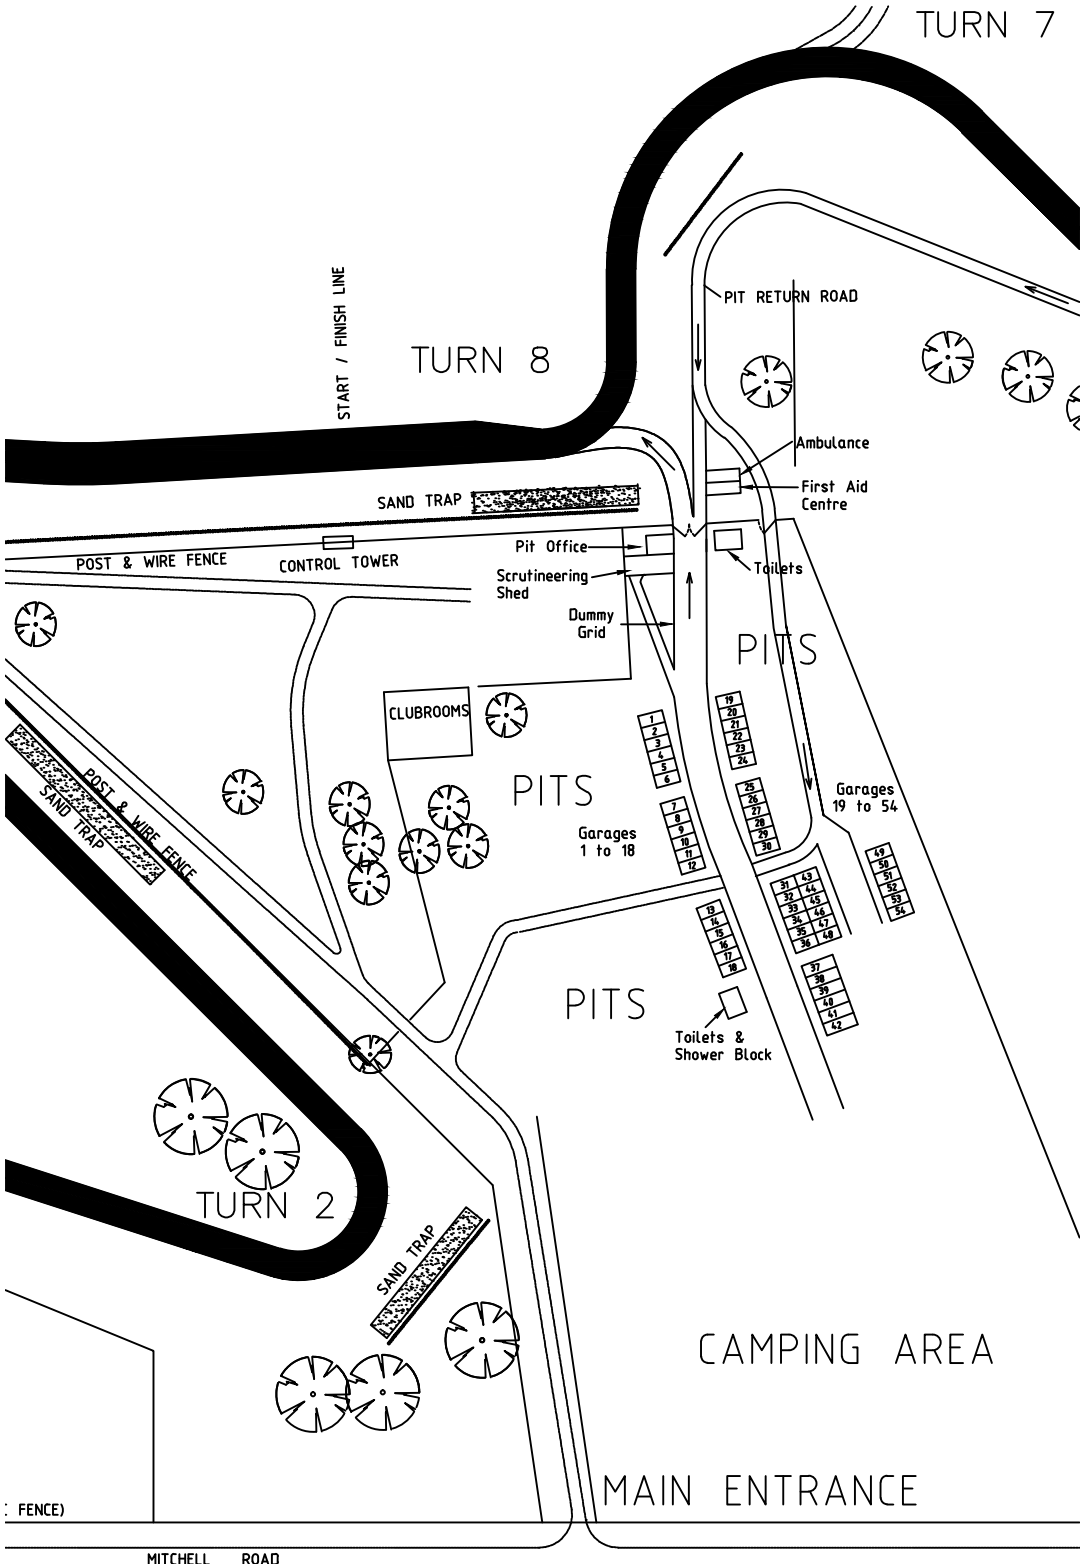 TURN 7
START / FINISH LINE
PIT RETURN ROAD
TURN 8
Ambulance
First Aid
Centre
SAND TRAP
Pit Office
POST & WIRE FENCE
CONTROL TOWER
Scrutineering
Shed
Toilets
Dummy
Grid
PITS
CLUBROOMS
19
20
21
22
23
24
1
2
3
4
5
6
PITS
25
26
27
28
29
30
Garages
19 to 54
7
8
9
10
11
12
Garages
1 to 18
POST & WIRE FENCE
SAND TRAP
49
50
51
52
53
54
31 43
32 44
33 45
34 46
35 47
36 48
13
14
15
16
17
18
37
38
39
40
41
42
PITS
Toilets &
Shower Block
TURN 2
SAND TRAP
CAMPING AREA
MAIN ENTRANCE
FENCE)
MITCHELL ROAD